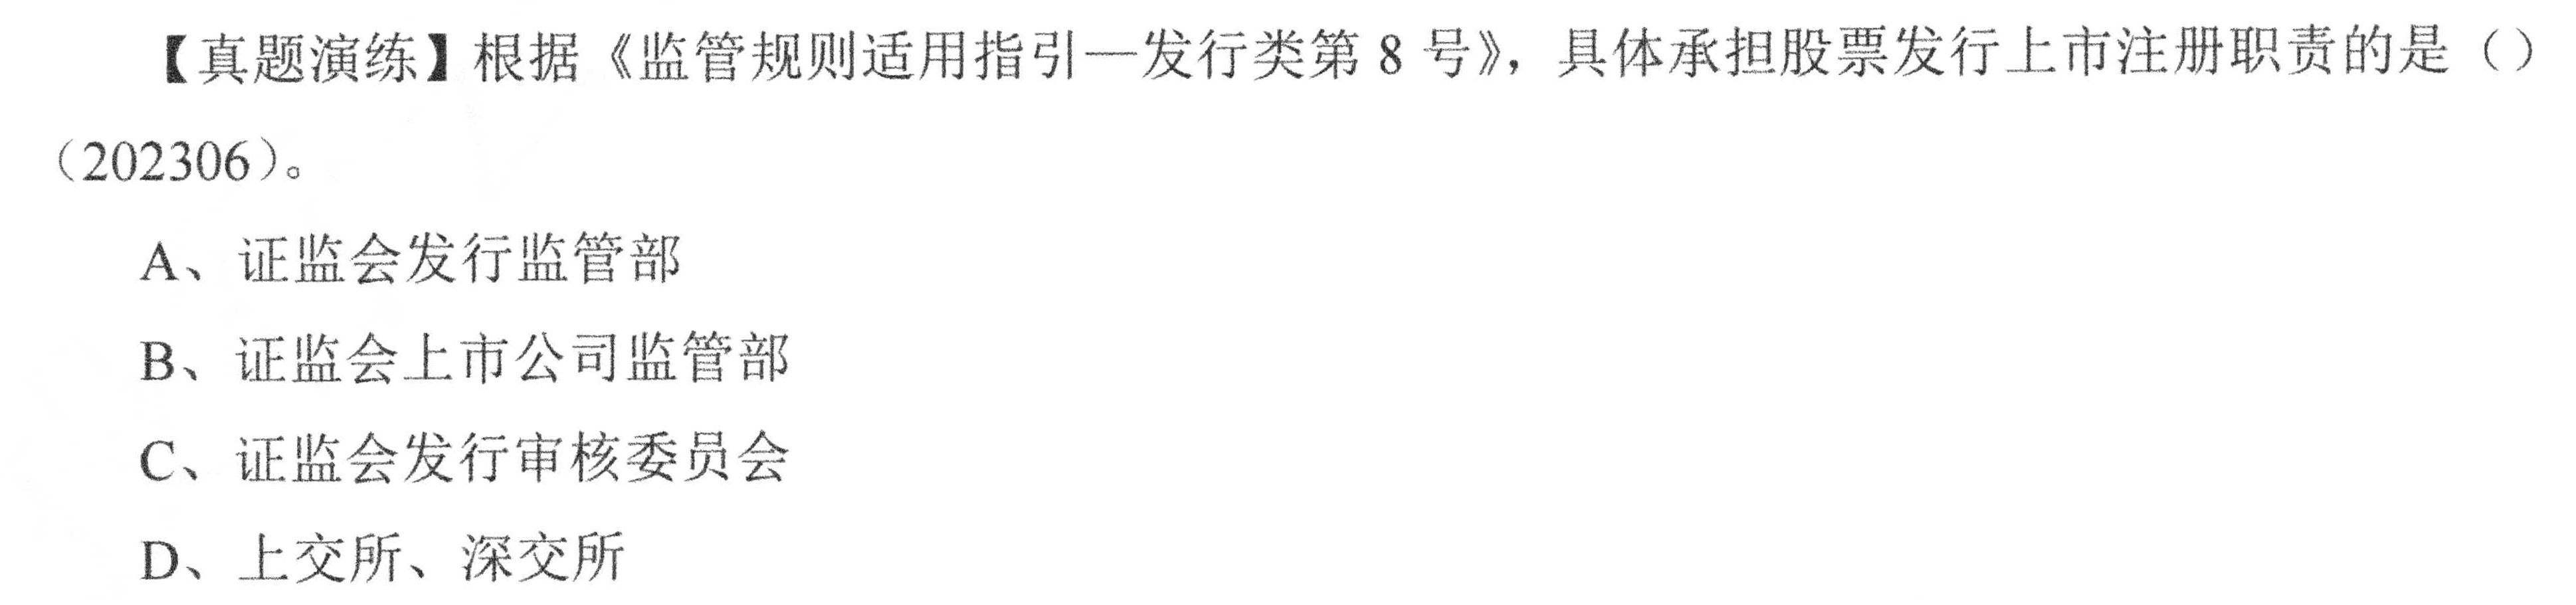 【真题演练】根据《监管规则适用指引—发行类第 8 号》，具体承担股票发行上市注册职责的是（）
（202306）。
A、证监会发行监管部
B、证监会上市公司监管部
C、证监会发行审核委员会
D、上交所、深交所